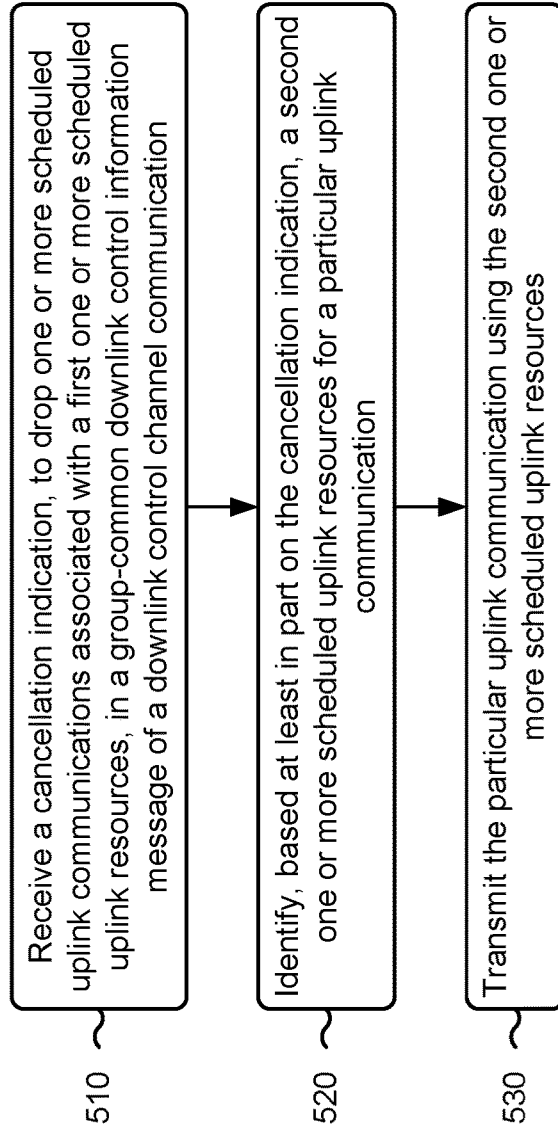 510
Receive a cancellation indication, to drop one or more scheduled
uplink communications associated with a first one or more scheduled
uplink resources, in a group-common downlink control information
message of a downlink control channel communication
520
Identify, based at least in part on the cancellation indication, a second
one or more scheduled uplink resources for a particular uplink
communication
530
Transmit the particular uplink communication using the second one or
more scheduled uplink resources